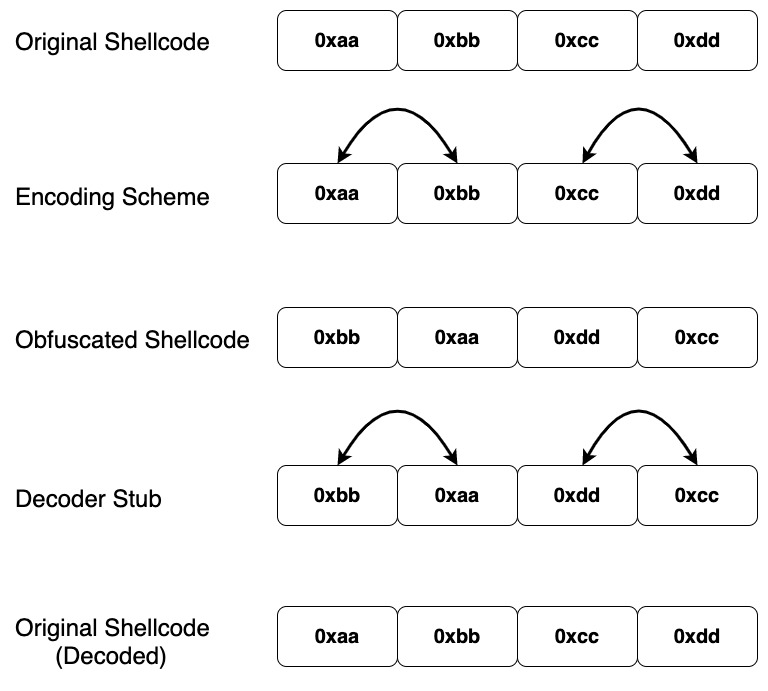 Original Shellcode 0xaa 0xbb 0xcc 0xdd
Encoding Scheme 0xaa 0xbb 0xcc 0xdd
Obfuscated Shellcode 0xbb 0xaa 0xdd 0xcc
Decoder Stub 0xbb 0xaa 0xdd 0xcc
Original Shellcode 0xaa 0xbb 0xcc 0xdd
(Decoded)